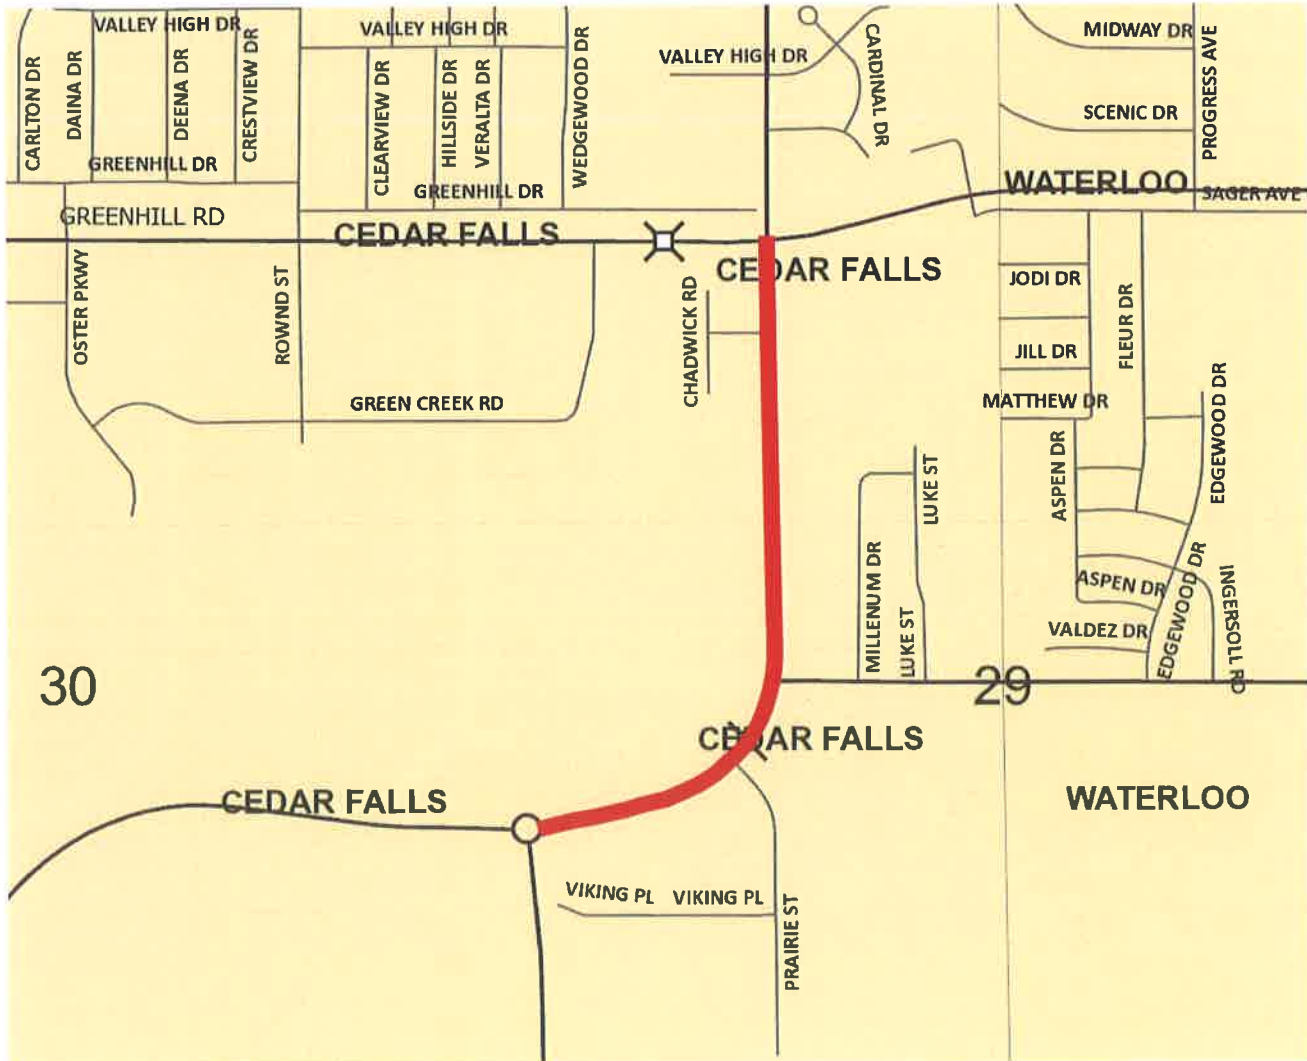 VALLEY HIGH DR
VALLEY HIGH DR
VALLEY HIGH DR
CARDINAL DR
MIDWAY DR
PROGRESS AVE
CARLTON DR
DAINA DR
DEENA DR
CRESTVIEW DR
CLEARVIEW DR
HILLSIDE DR
VERALTA DR
WEDGEWOOD DR
SCENIC DR
GREENHILL DR
GREENHILL DR
WATERLOO
SAGER AVE
GREENHILL RD
CEDAR FALLS
CEDAR FALLS
OSTER PKWY
ROWND ST
CHADWICK RD
JODI DR
FLEUR DR
JILL DR
GREEN CREEK RD
MATTHEW DR
EDGEWOOD DR
ASPEN DR
LUKE ST
MILLENUM DR
LUKE ST
ASPEN DR
EDGEWOOD DR
INGERSOLL RD
VALDEZ DR
30
29
CEDAR FALLS
CEDAR FALLS
WATERLOO
VIKING PL
VIKING PL
PRAIRIE ST